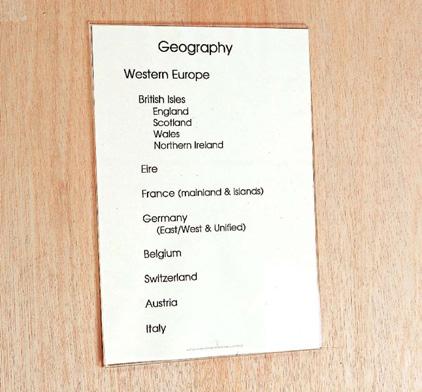 Geography
Western Europe
British Isles
England
Scotland
Wales
Northern Ireland
Eire
France (mainland & islands)
Germany
(East/West & Unified)
Belgium
Switzerland
Austria
Italy